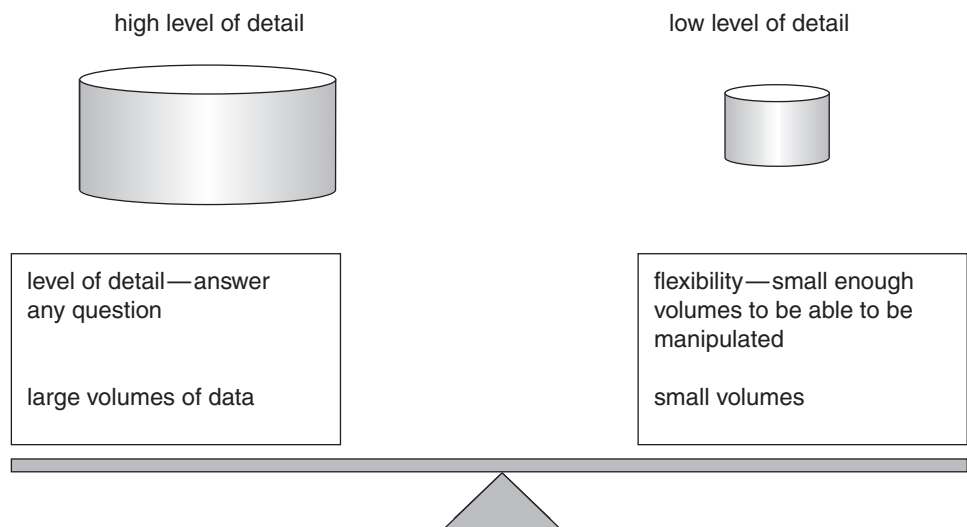 high level of detail
low level of detail
level of detail—answer
any question
large volumes of data
flexibility—small enough
volumes to be able to be
manipulated
small volumes